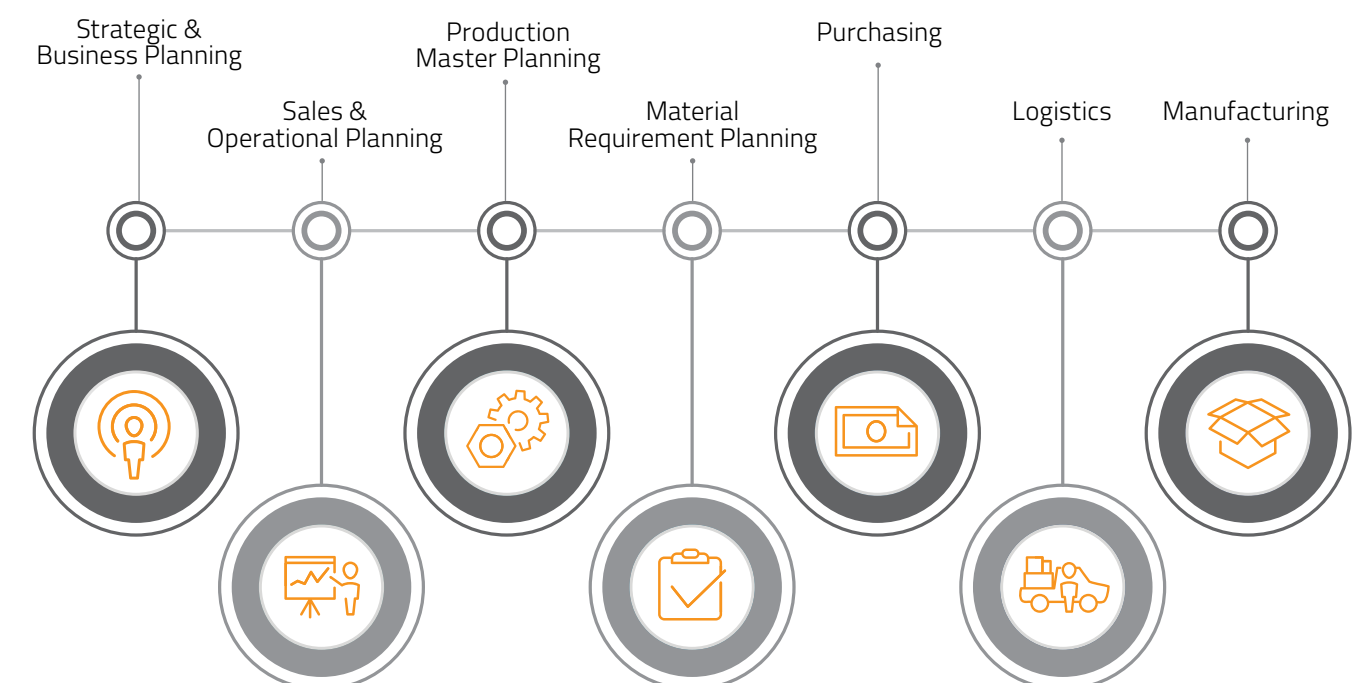 Strategic &
Business Planning
Sales &
Operational Planning
Production
Master Planning
Material
Requirement Planning
Purchasing
Logistics
Manufacturing